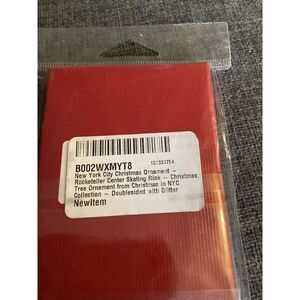 B002WXMYT8
101331254
New York City Christmas Ornament -
Rockefeller Center Skating Rink -- Christmas
Tree Ornament from Christmas in NYC
Collection - Doublesided with Glitter
NewItem